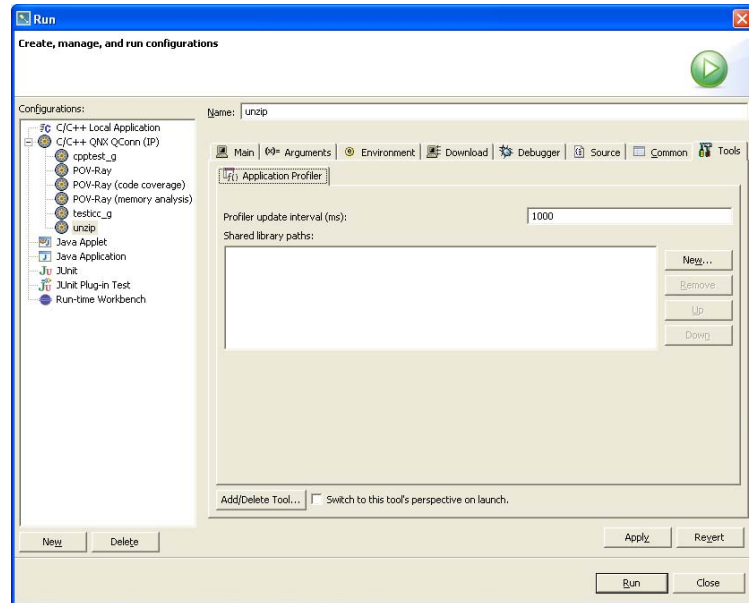 Run
Create, manage, and run configurations
Configurations:
C/C++ Local Application
C/C++ QNX QConn (IP)
cpptest_g
POV-Ray
POV-Ray (code coverage)
POV-Ray (memory analysis)
testicc_g
unzip
Java Applet
Java Application
JUnit
JUnit Plug-in Test
Run-time Workbench
New Delete
Name: unzip
Main (x)= Arguments Environment Download Debugger Source Common Tools
Application Profiler
Profiler update interval (ms): 1000
Shared library paths:
New...
Remove
Up
Down
Add/Delete Tool... Switch to this tool's perspective on launch.
Apply Revert
Run Close